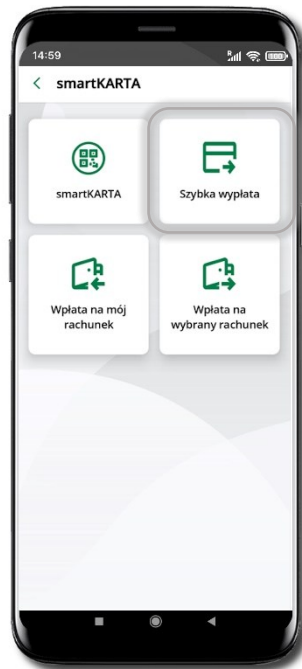 14:59
smartKARTA
smartKARTA
Szybka wypłata
Wpłata na mój
rachunek
Wpłata na
wybrany rachunek